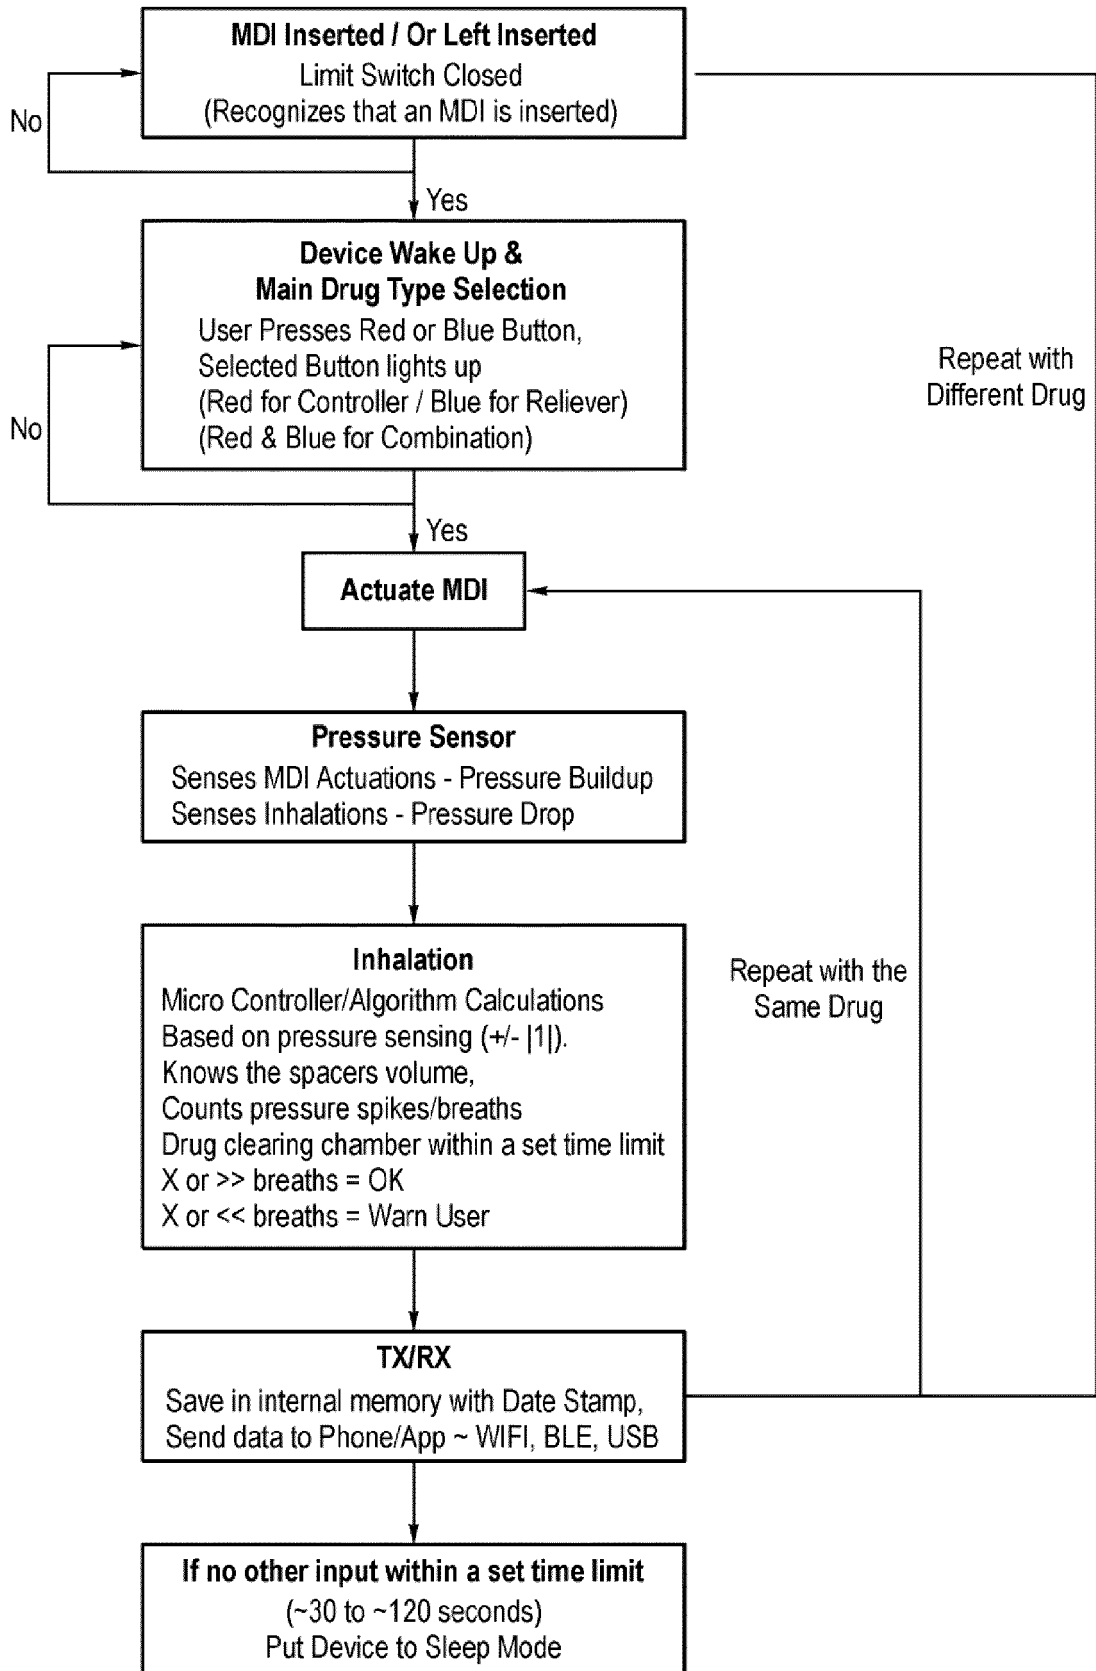 MDI Inserted / Or Left Inserted
Limit Switch Closed
(Recognizes that an MDI is inserted)
No
Yes
Device Wake Up &
Main Drug Type Selection
User Presses Red or Blue Button,
Selected Button lights up
(Red for Controller / Blue for Reliever)
(Red & Blue for Combination)
No
Repeat with
Different Drug
Yes
Actuate MDI
Pressure Sensor
Senses MDI Actuations - Pressure Buildup
Senses Inhalations - Pressure Drop
Inhalation
Micro Controller/Algorithm Calculations
Based on pressure sensing (+/- |1|).
Knows the spacers volume,
Counts pressure spikes/breaths
Drug clearing chamber within a set time limit
X or >> breaths = OK
X or << breaths = Warn User
Repeat with the
Same Drug
TX/RX
Save in internal memory with Date Stamp,
Send data to Phone/App ~ WIFI, BLE, USB
If no other input within a set time limit
(~30 to ~120 seconds)
Put Device to Sleep Mode